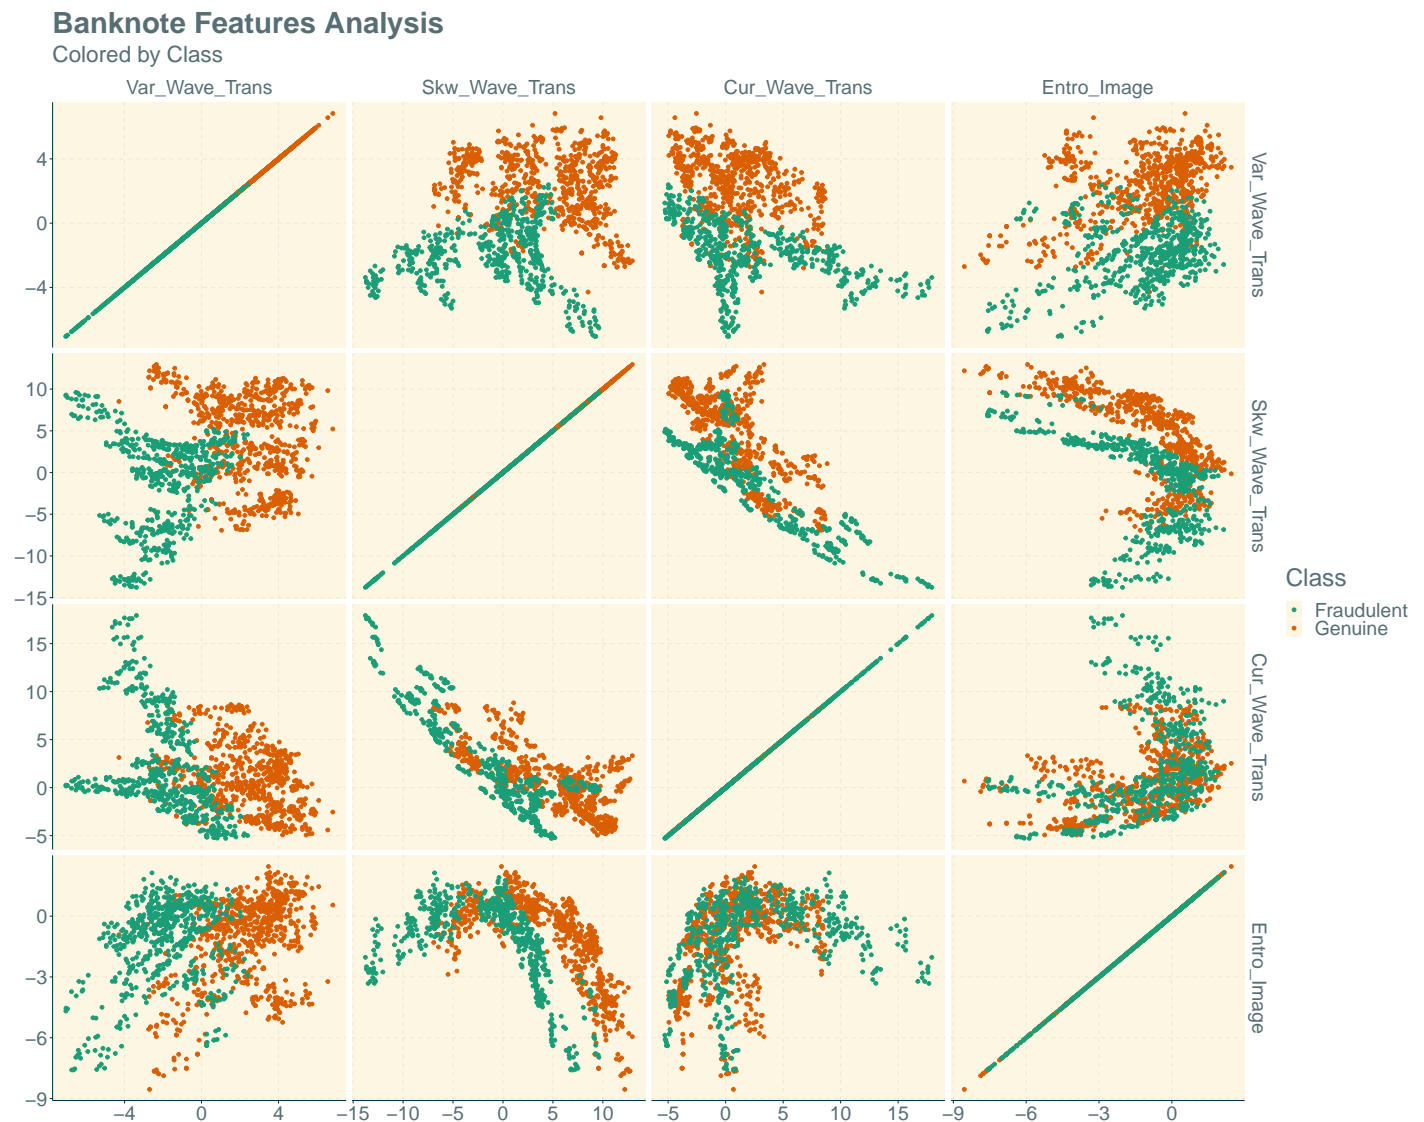 Banknote Features Analysis
Colored by Class
Var_Wave_Trans Skw_Wave_Trans Cur_Wave_Trans Entro_Image
4
0
−4
Var_Wave_Trans
10
5
0
−5
−10
−15
Skw_Wave_Trans
Class
Fraudulent
Genuine
15
10
5
0
−5
Cur_Wave_Trans
0
−3
−6
−9
Entro_Image
−4 0 4 −15 −10 −5 0 5 10 −5 0 5 10 15 −9 −6 −3 0